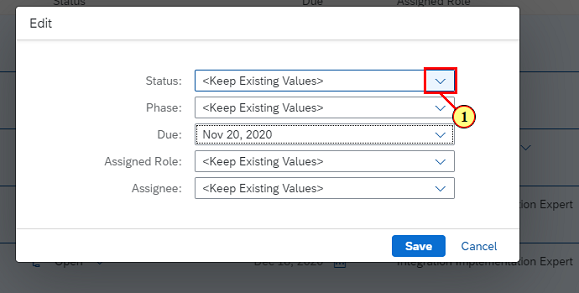 Status Due Assigned Role
Edit
Status: <Keep Existing Values>
1
Phase: <Keep Existing Values>
Due: Nov 20, 2020
Assigned Role: <Keep Existing Values>
Assignee: <Keep Existing Values>
Expert
Save Cancel
Open Dec 18, 2020 Integration Implementation Expert